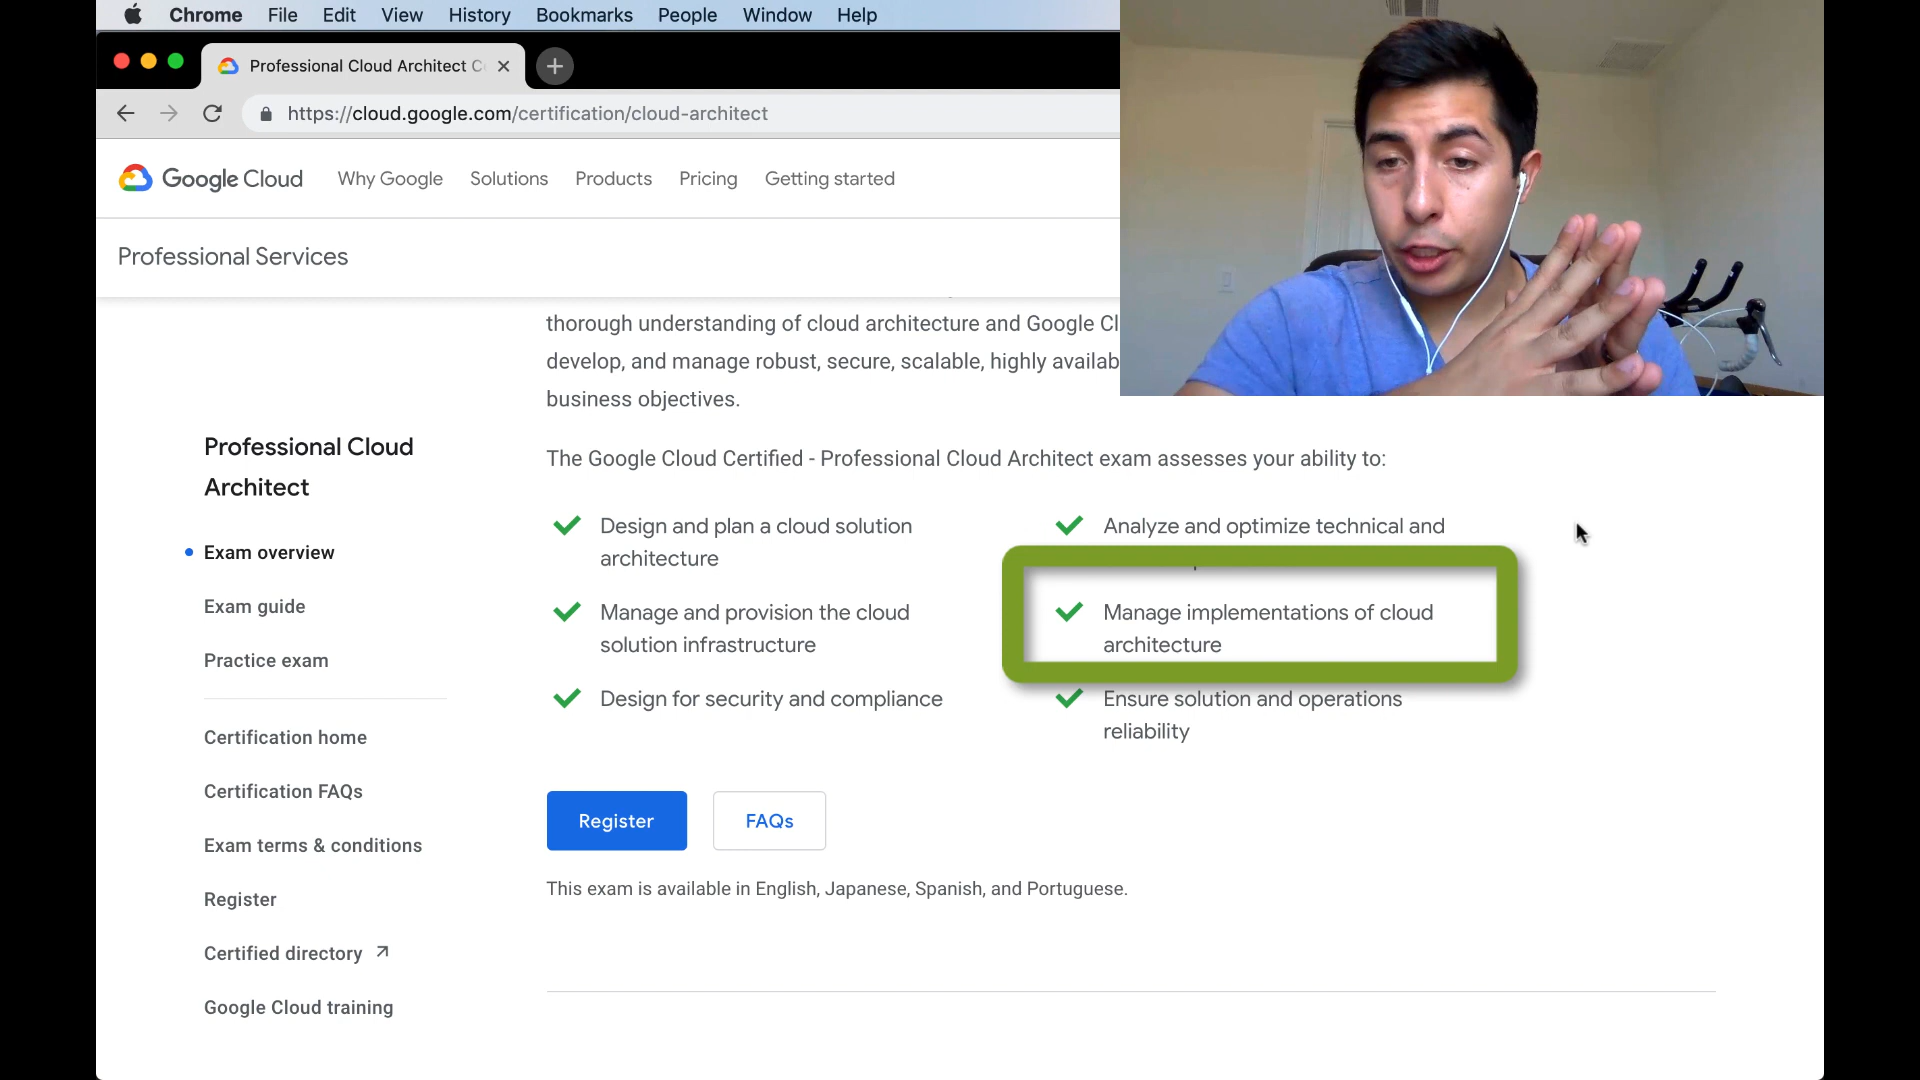 Chrome File Edit View History Bookmarks People Window Help
Professional Cloud Architect C
https://cloud.google.com/certification/cloud-architect
Google Cloud Why Google Solutions Products Pricing Getting started
Professional Services
thorough understanding of cloud architecture and Google Cl
develop, and manage robust, secure, scalable, highly availab
business objectives.
Professional Cloud
Architect
Exam overview
Exam guide
Practice exam
Certification home
Certification FAQs
Exam terms & conditions
Register
Certified directory
Google Cloud training
The Google Cloud Certified - Professional Cloud Architect exam assesses your ability to:
Design and plan a cloud solution
architecture
Manage and provision the cloud
solution infrastructure
Design for security and compliance
Analyze and optimize technical and
Manage implementations of cloud
architecture
Ensure solution and operations
reliability
Register FAQs
This exam is available in English, Japanese, Spanish, and Portuguese.